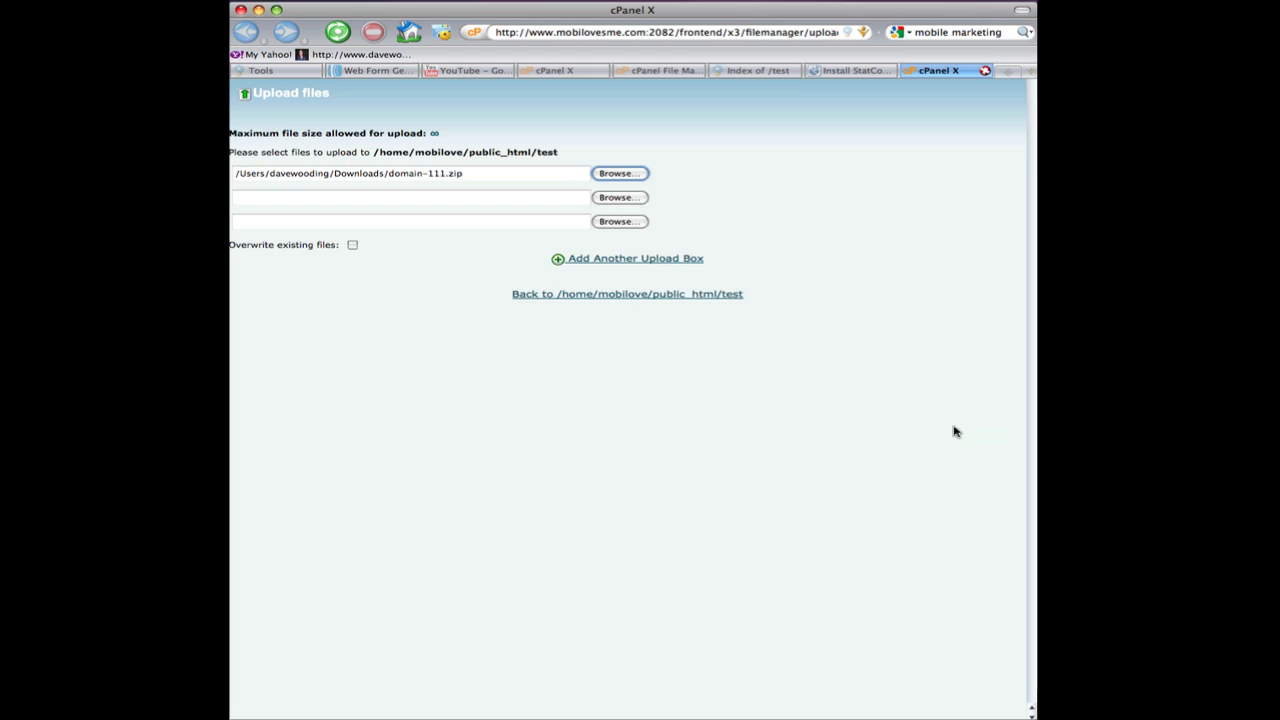 cPanel X
cP http://www.mobilovesme.com:2082/frontend/x3/filemanager/uploa mobile marketing
Y! My Yahoo! http://www.davewo...
Tools Web Form Ge... YouTube – Go... cPanel X cPanel File Ma... Index of /test Install StatCo... cPanel X
Upload files
Maximum file size allowed for upload: ∞
Please select files to upload to /home/mobilove/public_html/test
/Users/davewooding/Downloads/domain-111.zip Browse...
Browse...
Browse...
Overwrite existing files:
Add Another Upload Box
Back to /home/mobilove/public_html/test